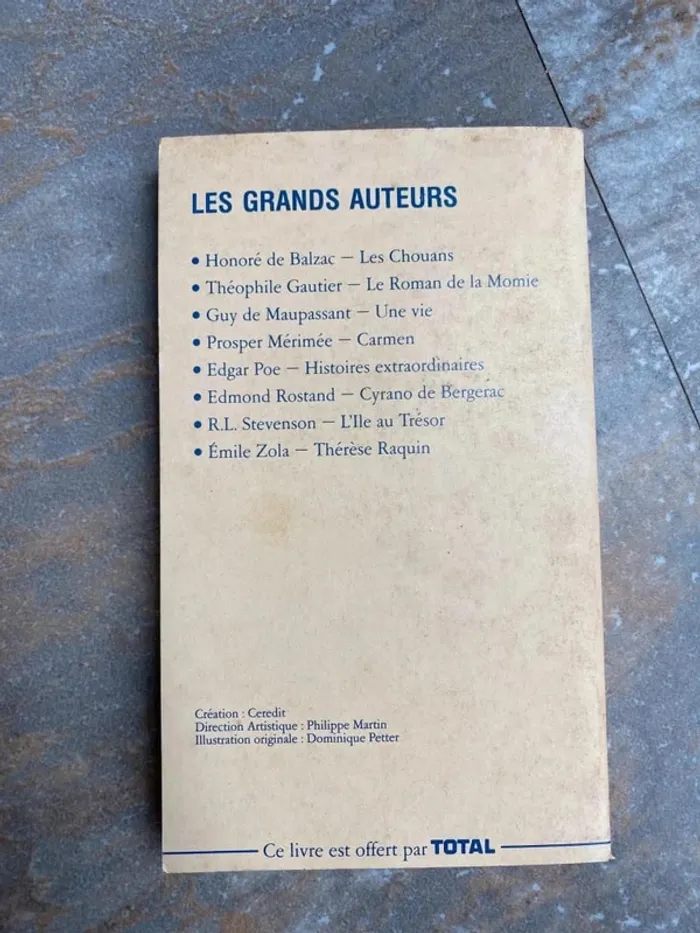 LES GRANDS AUTEURS
• Honoré de Balzac — Les Chouans
• Théophile Gautier — Le Roman de la Momie
• Guy de Maupassant — Une vie
• Prosper Mérimée — Carmen
• Edgar Poe — Histoires extraordinaires
• Edmond Rostand — Cyrano de Bergerac
• R.L. Stevenson — L'Ile au Trésor
• Émile Zola — Thérèse Raquin
Création : Ceredit
Direction Artistique : Philippe Martin
Illustration originale : Dominique Petter
Ce livre est offert par TOTAL